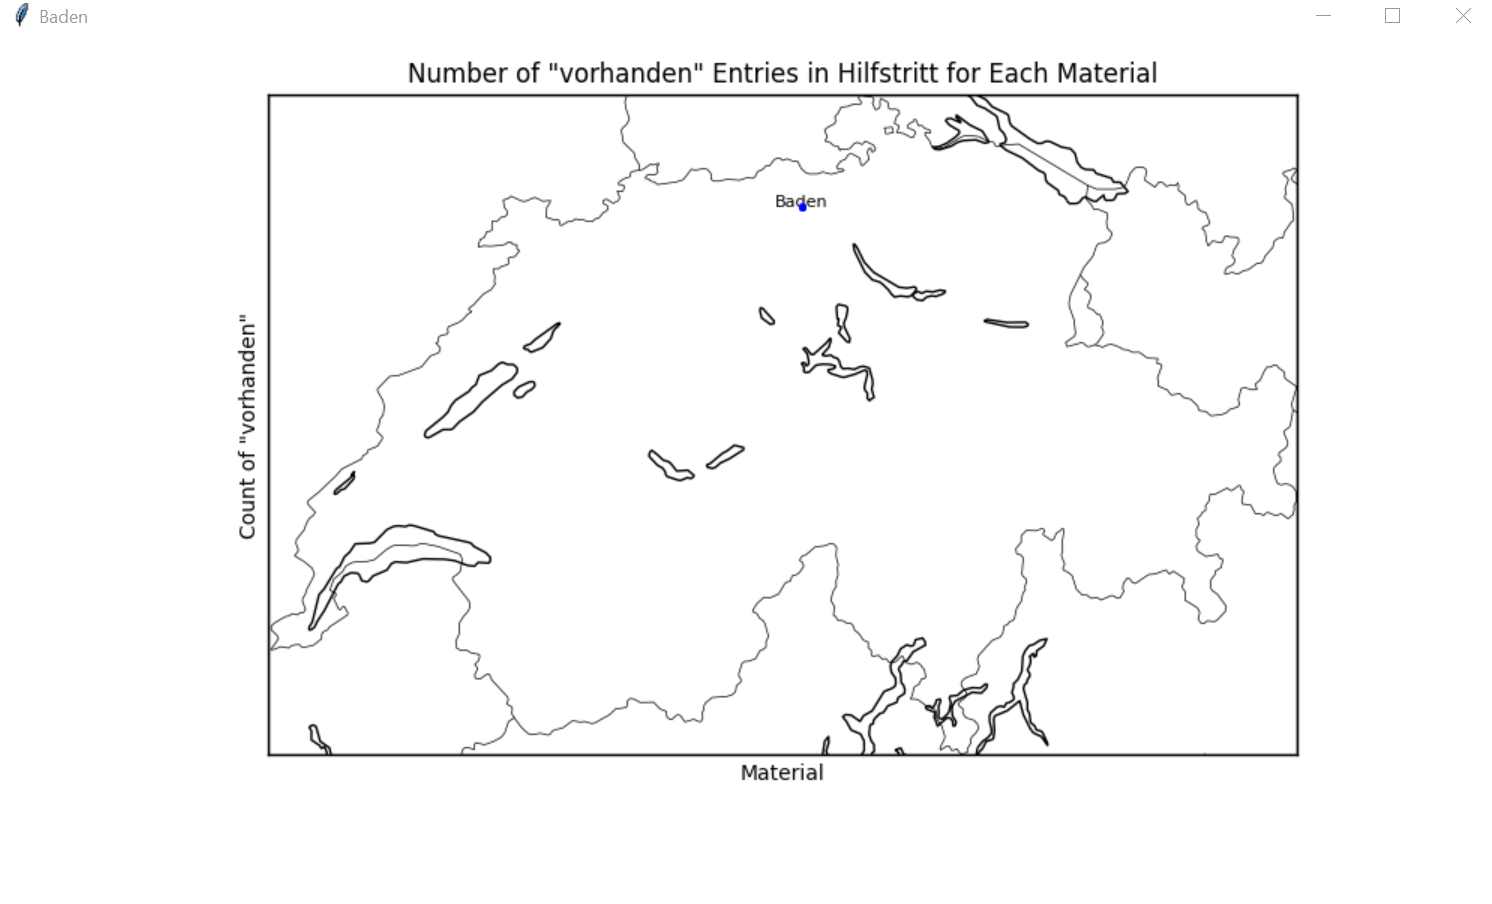 Baden
Number of "vorhanden" Entries in Hilfstritt for Each Material
Baden
Count of "vorhanden"
Material